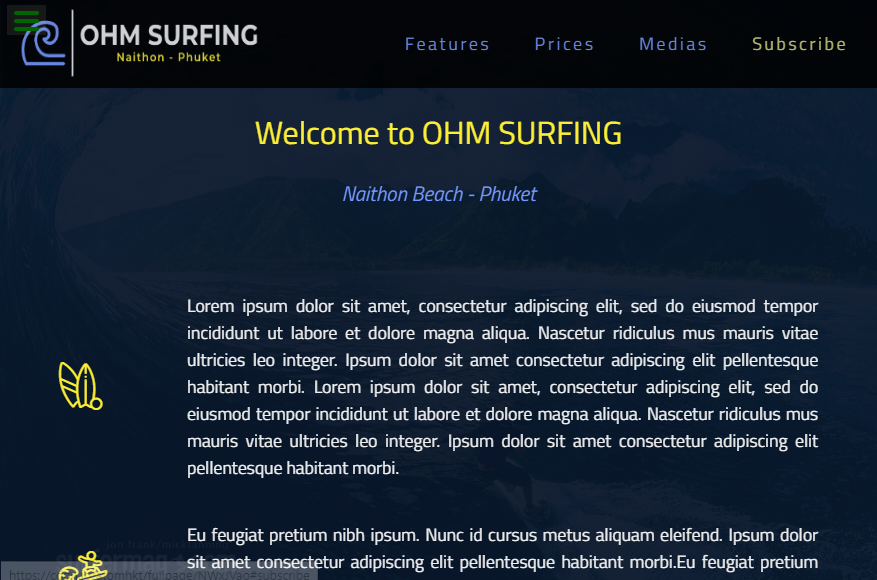 OHM SURFING
Naithon - Phuket
Features
Prices
Medias
Subscribe
Welcome to OHM SURFING
Naithon Beach - Phuket
Lorem ipsum dolor sit amet, consectetur adipiscing elit, sed do eiusmod tempor
incididunt ut labore et dolore magna aliqua. Nascetur ridiculus mus mauris vitae
ultricies leo integer. Ipsum dolor sit amet consectetur adipiscing elit pellentesque
habitant morbi. Lorem ipsum dolor sit amet, consectetur adipiscing elit, sed do
eiusmod tempor incididunt ut labore et dolore magna aliqua. Nascetur ridiculus mus
mauris vitae ultricies leo integer. Ipsum dolor sit amet consectetur adipiscing elit
pellentesque habitant morbi.
Eu feugiat pretium nibh ipsum. Nunc id cursus metus aliquam eleifend. Ipsum dolor
sit amet consectetur adipiscing elit pellentesque habitant morbi.Eu feugiat pretium